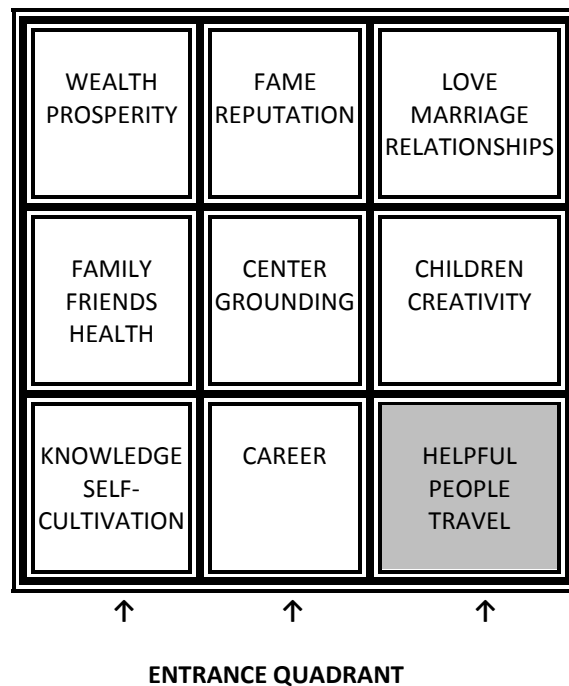 WEALTH
PROSPERITY
FAME
REPUTATION
LOVE
MARRIAGE
RELATIONSHIPS
FAMILY
FRIENDS
HEALTH
CENTER
GROUNDING
CHILDREN
CREATIVITY
KNOWLEDGE
SELF-
CULTIVATION
CAREER
HELPFUL
PEOPLE
TRAVEL
↑ ↑ ↑
ENTRANCE QUADRANT